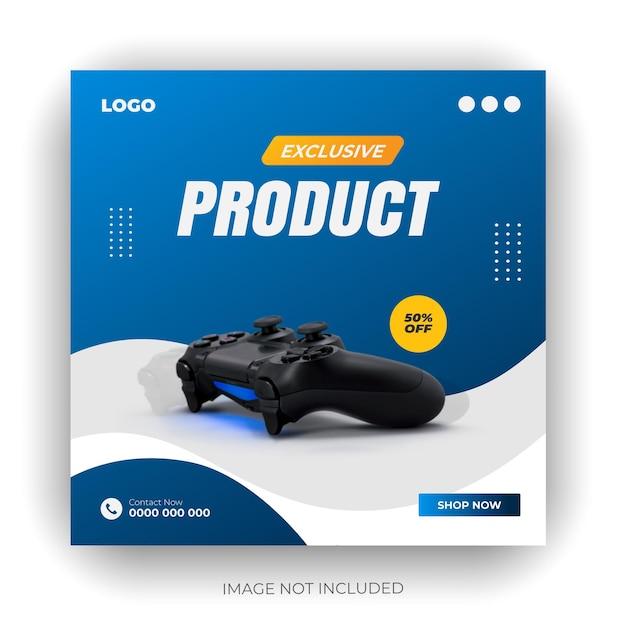 LOGO
EXCLUSIVE
PRODUCT
50%
OFF
Contact Now
0000 000 000
SHOP NOW
IMAGE NOT INCLUDED